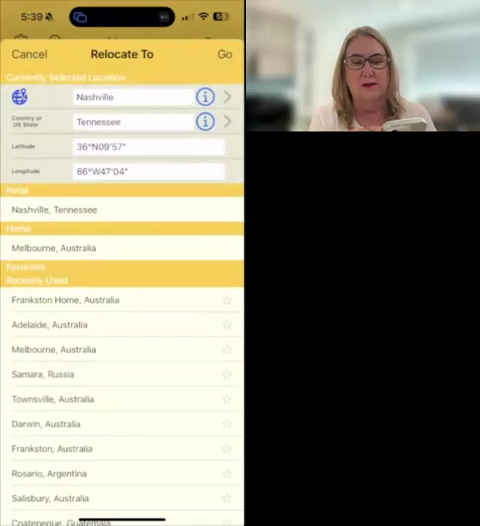 5:39
Cancel Relocate To Go
Currently Selected Location
Nashville
Country or
US State
Tennessee
Latitude
36°N09'57"
Longitude
86°W47'04"
Natal
Nashville, Tennessee
Home
Melbourne, Australia
Favorites
Recently Used
Frankston Home, Australia
Adelaide, Australia
Melbourne, Australia
Samara, Russia
Townsville, Australia
Darwin, Australia
Frankston, Australia
Rosario, Argentina
Salisbury, Australia
Coatepeque, Guatemala